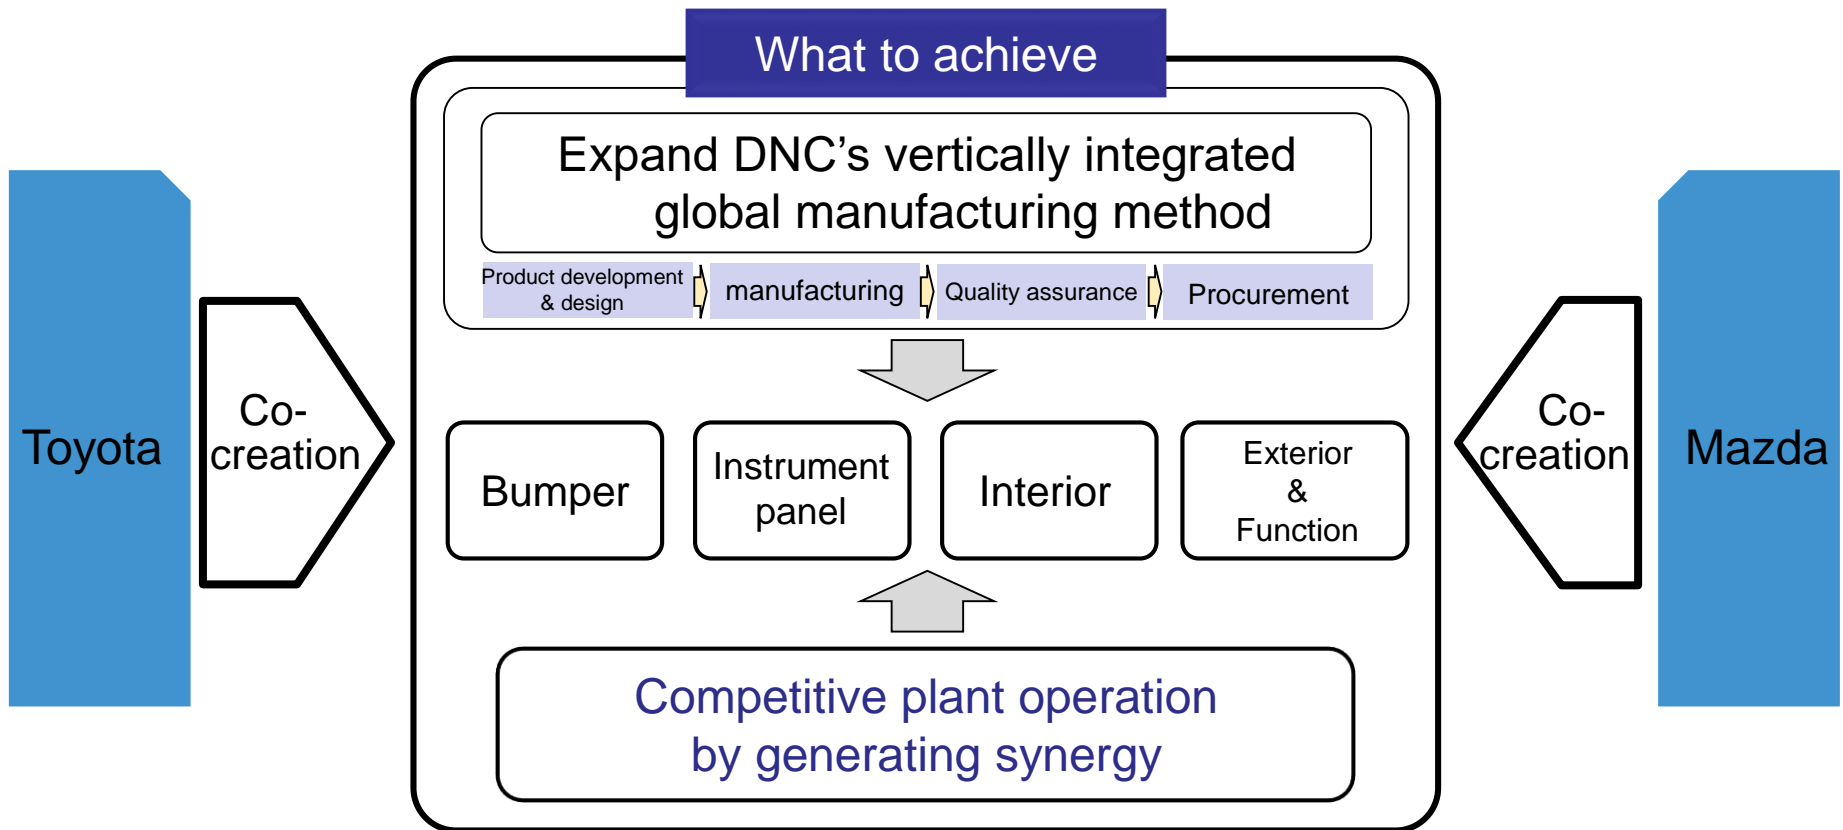 What to achieve
Expand DNC’s vertically integrated
global manufacturing method
Product development
& design
manufacturing
Quality assurance
Procurement
Toyota
Co-
creation
Bumper
Instrument
panel
Interior
Exterior
&
Function
Co-
creation
Mazda
Competitive plant operation
by generating synergy